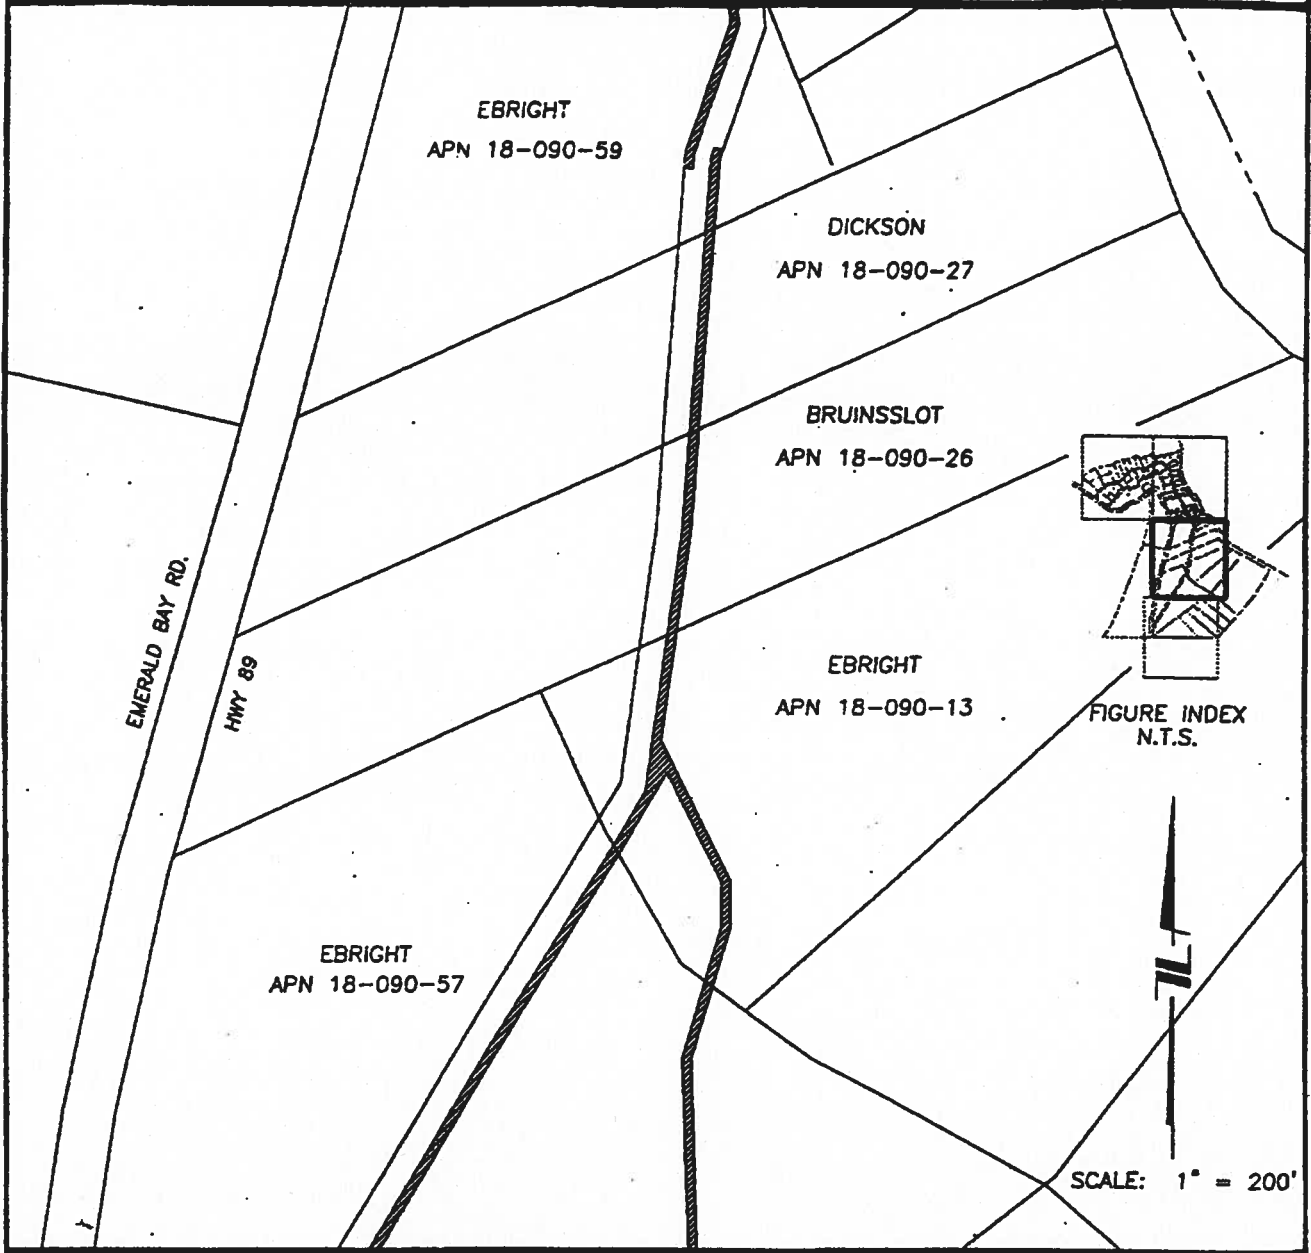 EBRIGHT
APN 18-090-59
DICKSON
APN 18-090-27
BRUINSSLOT
APN 18-090-26
EMERALD BAY RD.
HWY 89
EBRIGHT
APN 18-090-13
FIGURE INDEX
N.T.S.
EBRIGHT
APN 18-090-57
SCALE: 1" = 200'